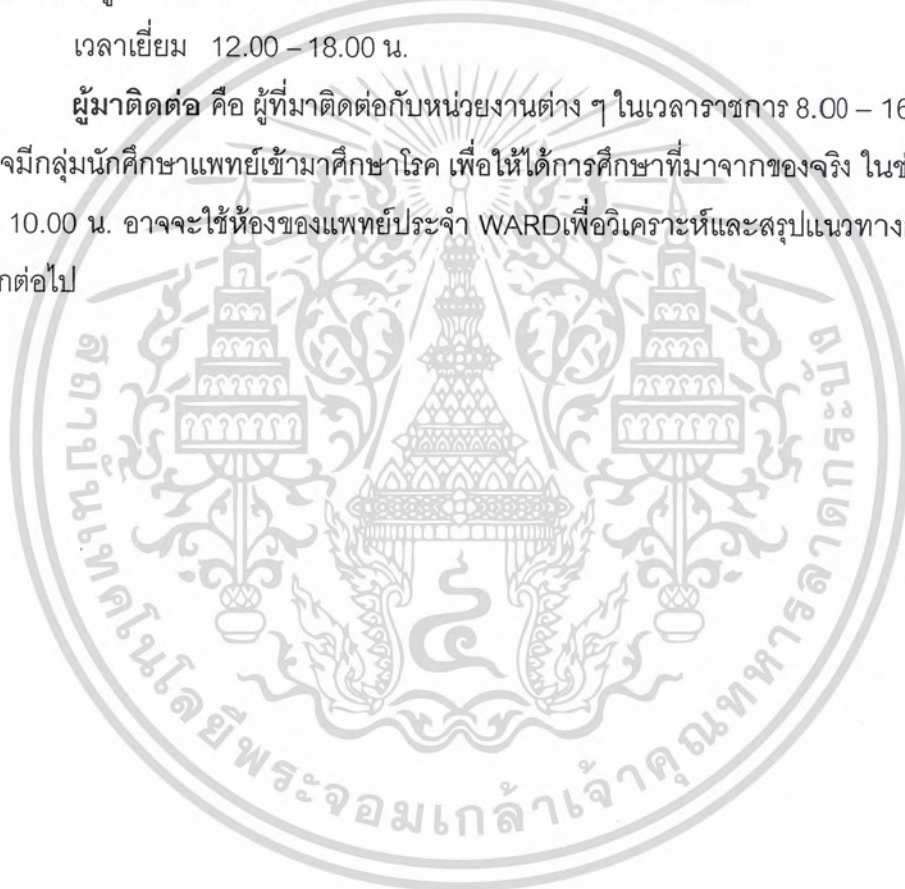 เวลาเยี่ยม 12.00 – 18.00 น.
ผู้มาติดต่อ คือ ผู้ที่มาติดต่อกับหน่วยงานต่าง ๆ ในเวลาราชการ 8.00 – 16
จมีกลุ่มนักศึกษาแพทย์เข้ามาศึกษาโรค เพื่อให้ได้การศึกษาที่มาจากของจริง ในช่
10.00 น. อาจจะใช้ห้องของแพทย์ประจำ WARDเพื่อวิเคราะห์และสรุปแนวทาง
กต่อไป
สถาบันเทคโนโลยีพระจอมเกล้าเจ้าคุณทหารลาดกระบัง